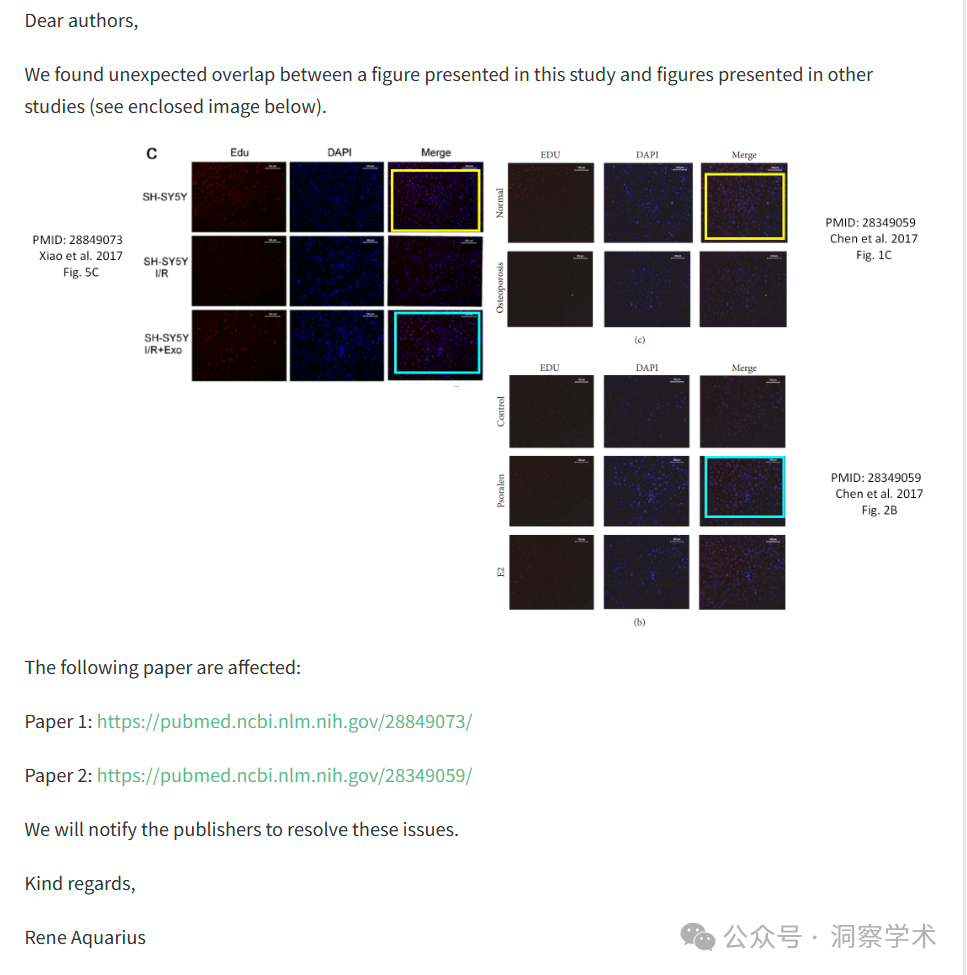 Dear authors,
We found unexpected overlap between a figure presented in this study and figures presented in other
studies (see enclosed image below).
C
Edu DAPI Merge
SH-SY5Y
SH-SY5Y
I/R
SH-SY5Y
I/R+Exo
PMID: 28849073
Xiao et al. 2017
Fig. 5C
EDU DAPI Merge
Normal
Osteoporosis
(c)
PMID: 28349059
Chen et al. 2017
Fig. 1C
EDU DAPI Merge
Control
Psoralen
E2
(b)
PMID: 28349059
Chen et al. 2017
Fig. 2B
The following paper are affected:
Paper 1: https://pubmed.ncbi.nlm.nih.gov/28849073/
Paper 2: https://pubmed.ncbi.nlm.nih.gov/28349059/
We will notify the publishers to resolve these issues.
Kind regards,
Rene Aquarius
公众号 · 洞察学术